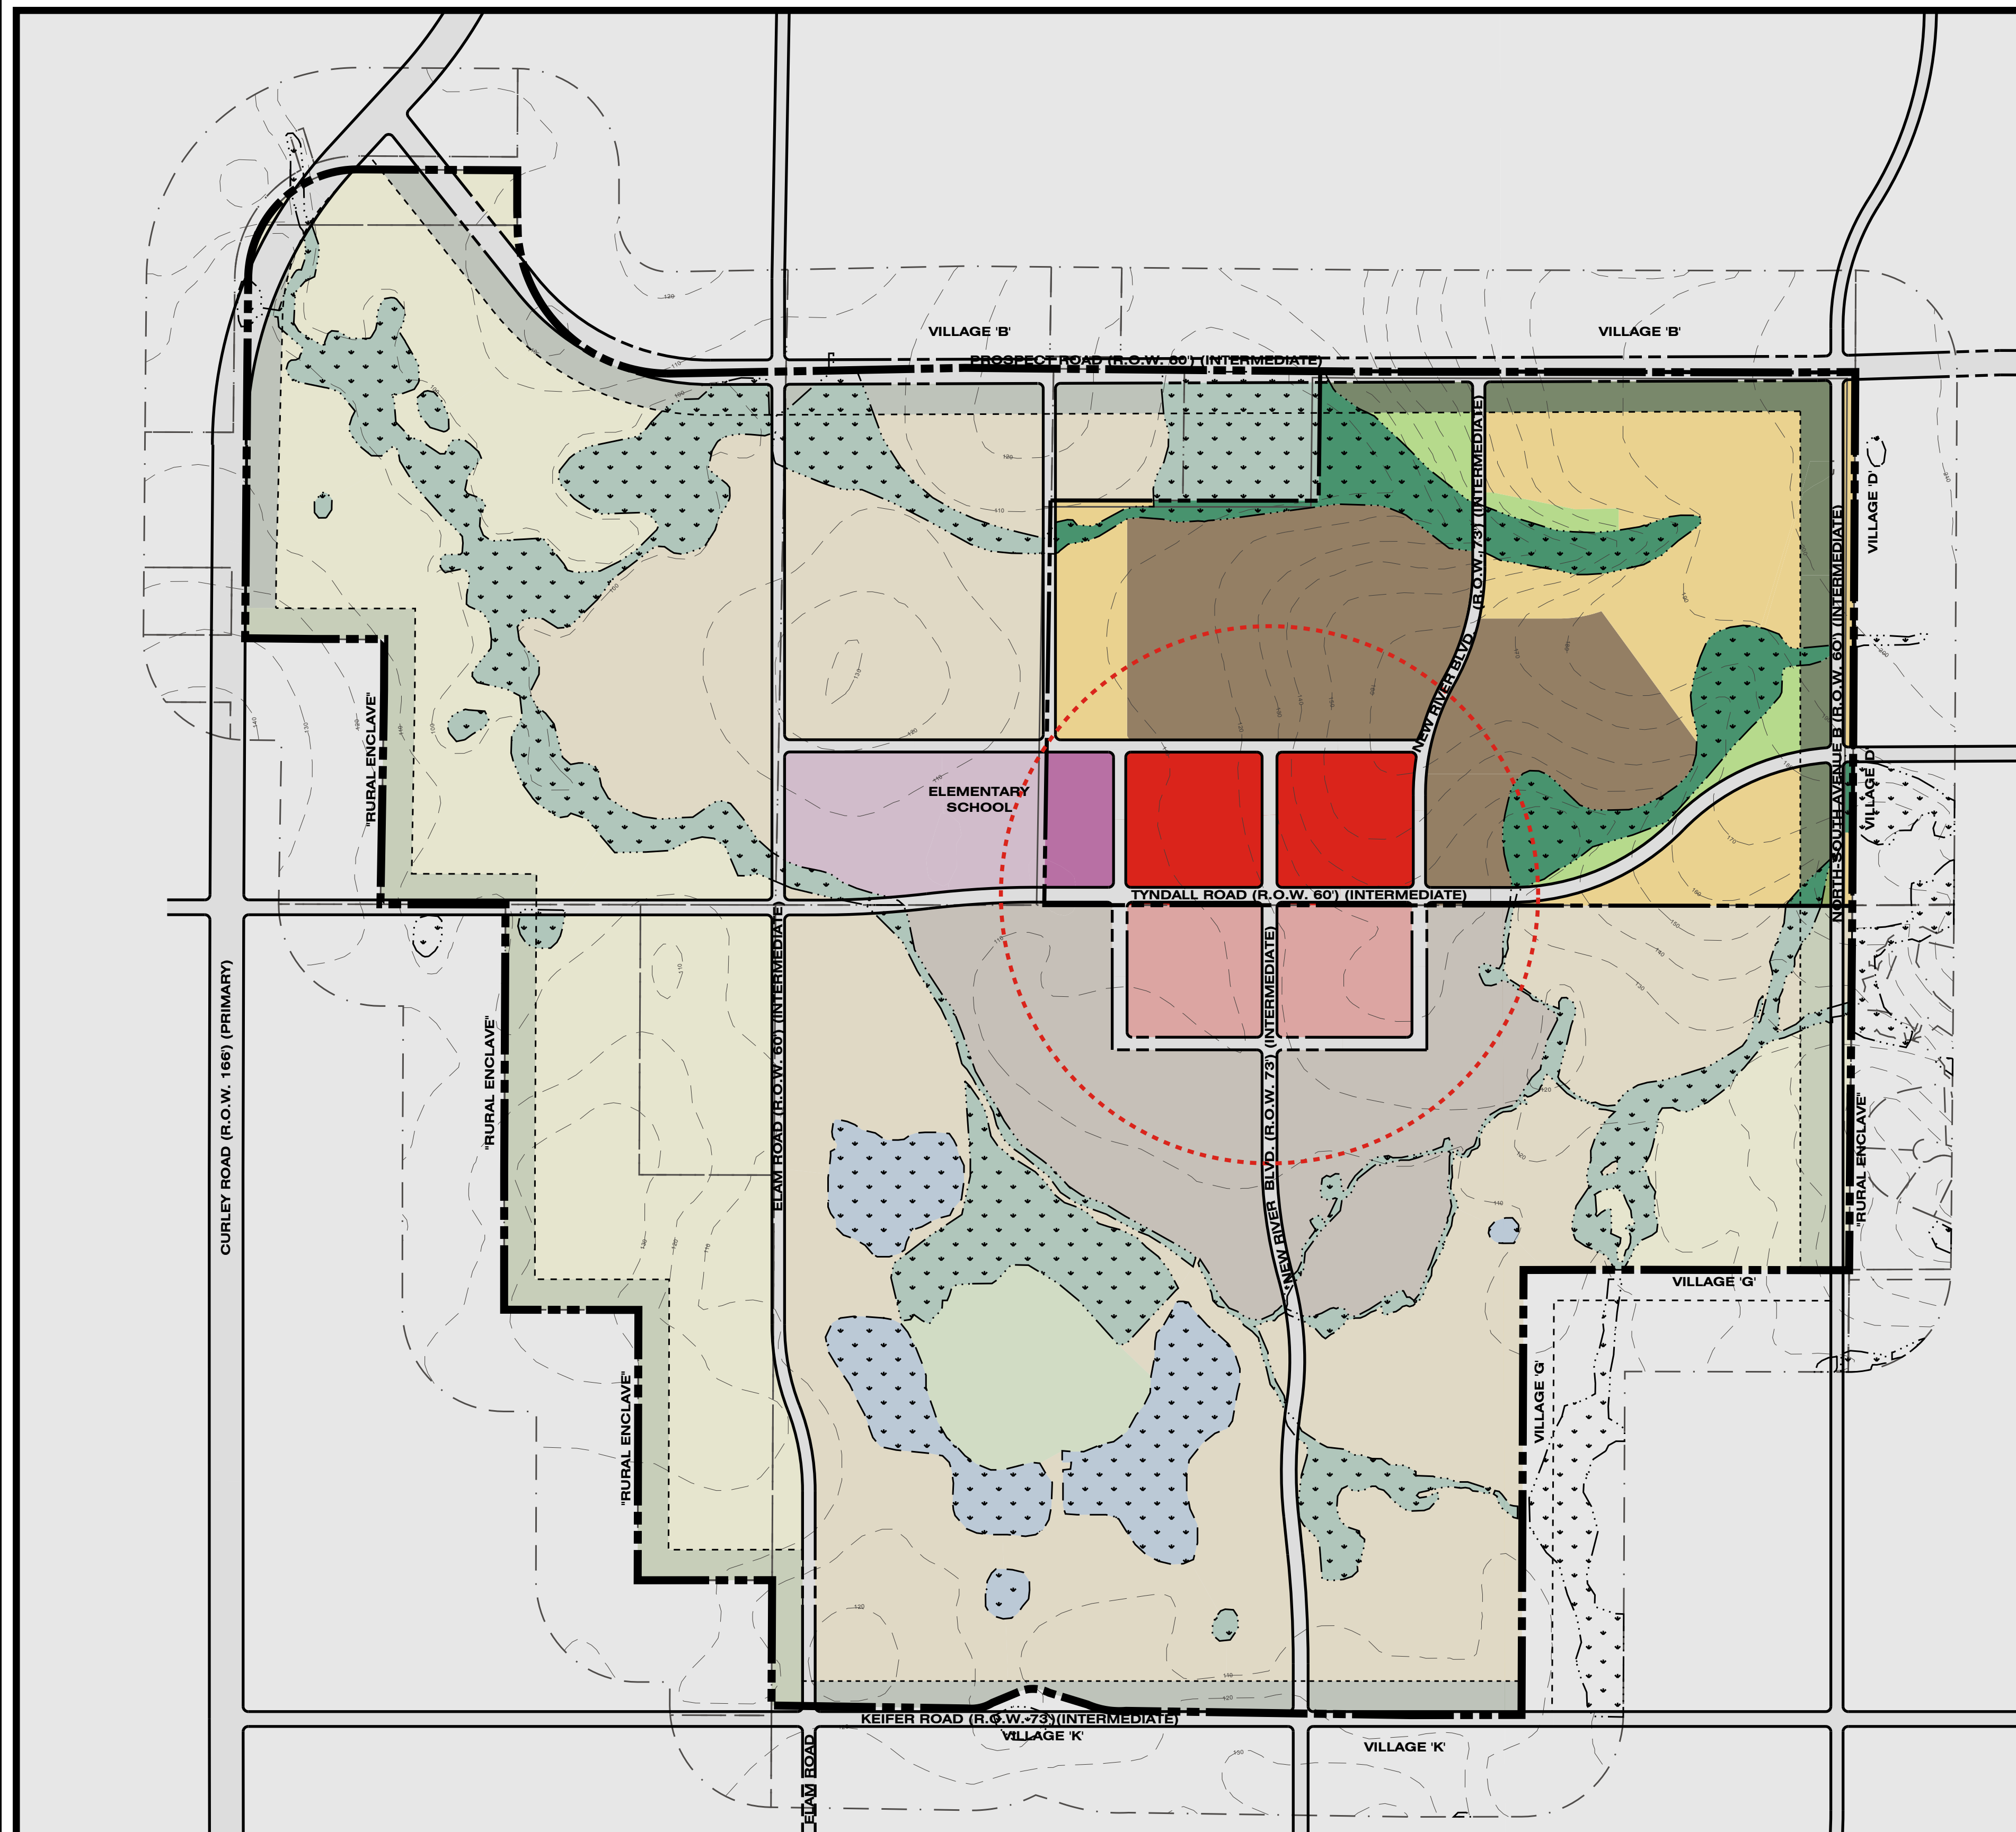 VILLAGE 'B'
VILLAGE 'B'
PROSPECT ROAD (R.O.W. 60') (INTERMEDIATE)
(R.O.W. 73') (INTERMEDIATE)
NEW RIVER BLVD.
VILLAGE 'D'
NORTH-SOUTH AVENUE B (R.O.W. 60') (INTERMEDIATE)
VILLAGE 'D'
"RURAL ENCLAVE"
ELEMENTARY
SCHOOL
TYNDALL ROAD (R.O.W. 60') (INTERMEDIATE)
CURLEY ROAD (R.O.W. 166') (PRIMARY)
"RURAL ENCLAVE"
ELAM ROAD (R.O.W. 60') (INTERMEDIATE)
NEW RIVER BLVD. (R.O.W. 73') (INTERMEDIATE)
"RURAL ENCLAVE"
VILLAGE 'G'
VILLAGE 'G'
"RURAL ENCLAVE"
KEIFER ROAD (R.O.W. 73')(INTERMEDIATE)
VILLAGE 'K'
VILLAGE 'K'
ELAM ROAD